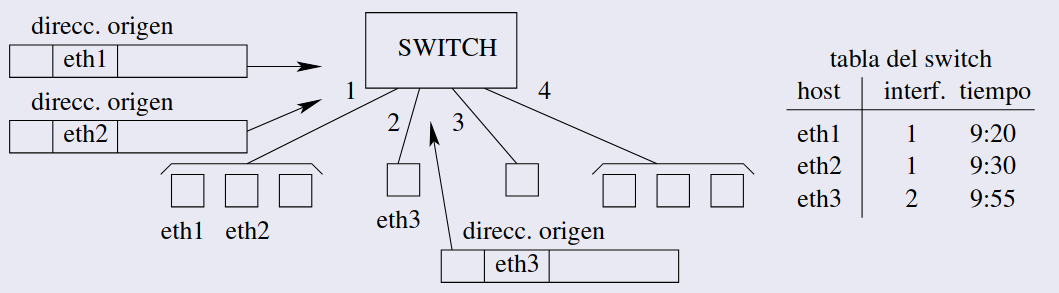 direcc. origen
eth1
direcc. origen
eth2
SWITCH
1
2
3
4
eth1 eth2
eth3
direcc. origen
eth3
tabla del switch
host interf. tiempo
eth1 1 9:20
eth2 1 9:30
eth3 2 9:55